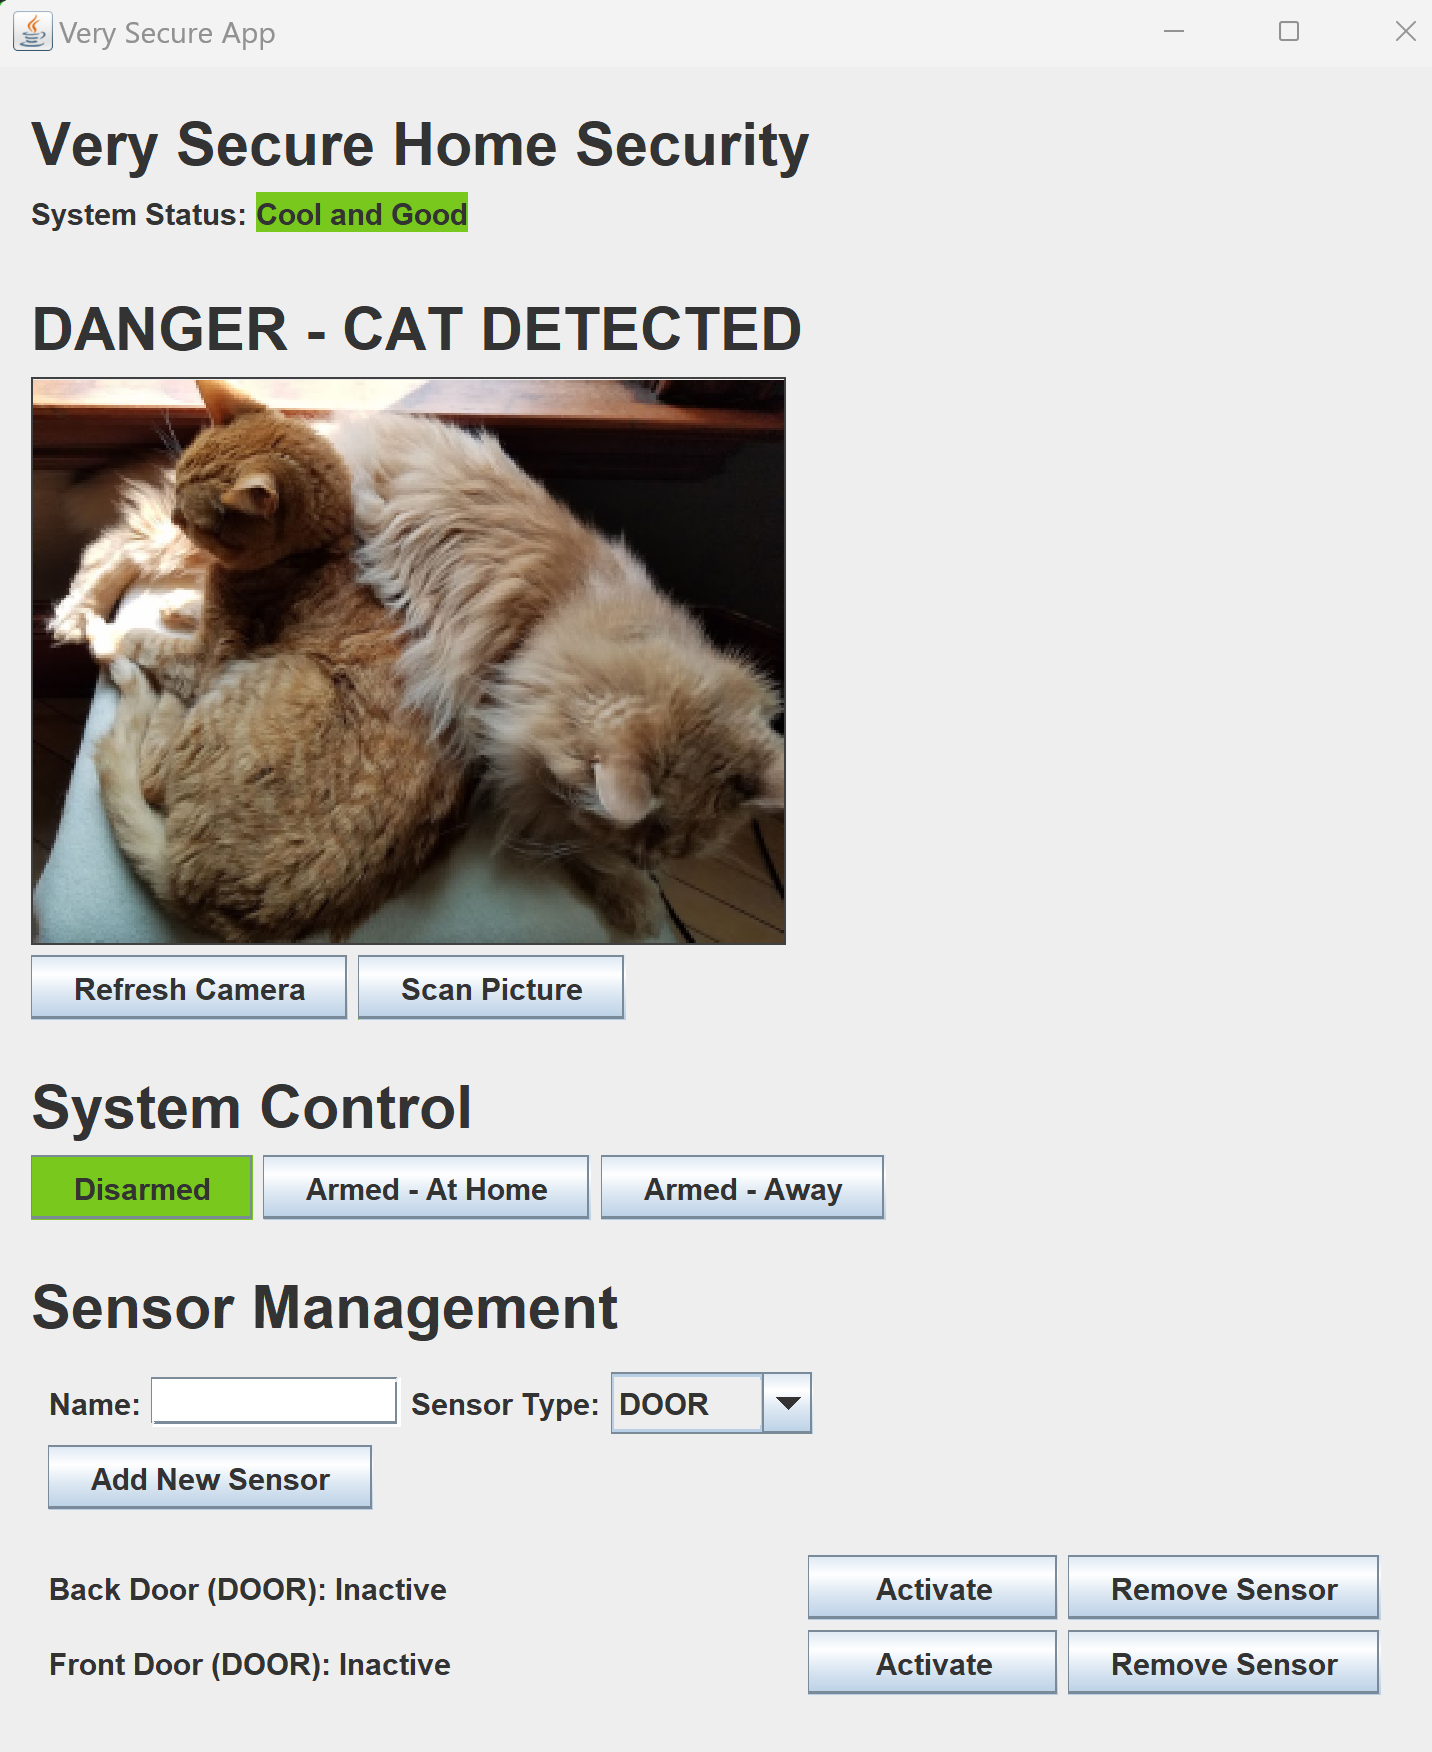 Very Secure App
Very Secure Home Security
System Status: Cool and Good
DANGER - CAT DETECTED
Refresh Camera Scan Picture
System Control
Disarmed Armed - At Home Armed - Away
Sensor Management
Name: Sensor Type: DOOR
Add New Sensor
Back Door (DOOR): Inactive Activate Remove Sensor
Front Door (DOOR): Inactive Activate Remove Sensor